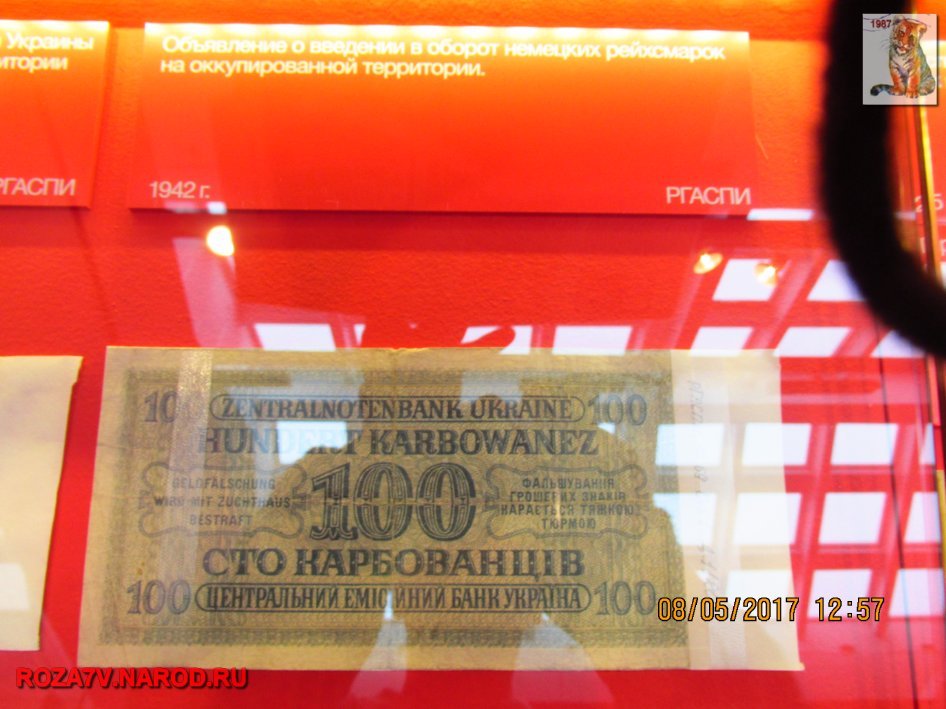 1987
Украины
Объявление о введении в оборот немецких рейхсмарок
на оккупированной территории.
1942 г.
РГАСПИ
РГАСПИ
100 ZENTRALNOTENBANK UKRAINE 100
HUNDERT KARBOWANEZ
GELDFÄLSCHUNG
WIRD MIT ZUCHTHAUS
BESTRAFT
100
ФАЛЬШУВАННЯ
ГРОШЕВИХ ЗНАКІВ
КАРАЄТЬСЯ ТЯЖКОЮ
ТЮРМОЮ
СТО КАРБОВАНЦІВ
100 ЦЕНТРАЛЬНИЙ ЕМІСІЙНИЙ БАНК УКРАЇНА 100
08/05/2017 12:57
ROZA7V.NAROD.RU